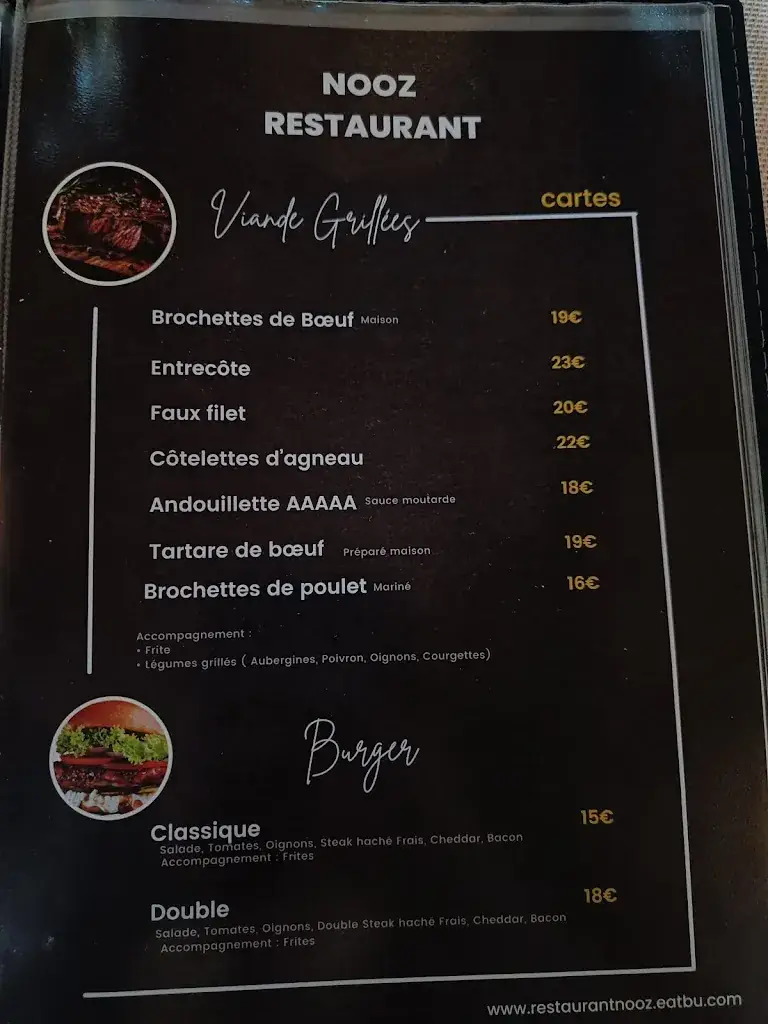 NOOZ
RESTAURANT
Viande Grillées
cartes
Brochettes de Bœuf Maison 19€
Entrecôte 23€
Faux filet 20€
Côtelettes d'agneau 22€
Andouillette AAAAA Sauce moutarde 18€
Tartare de bœuf Préparé maison 19€
Brochettes de poulet Mariné 16€
Accompagnement :
• Frite
• Légumes grillés ( Aubergines, Poivron, Oignons, Courgettes)
Burger
Classique 15€
Salade, Tomates, Oignons, Steak haché Frais, Cheddar, Bacon
Accompagnement : Frites
Double 18€
Salade, Tomates, Oignons, Double Steak haché Frais, Cheddar, Bacon
Accompagnement : Frites
www.restaurantnooz.eatbu.com